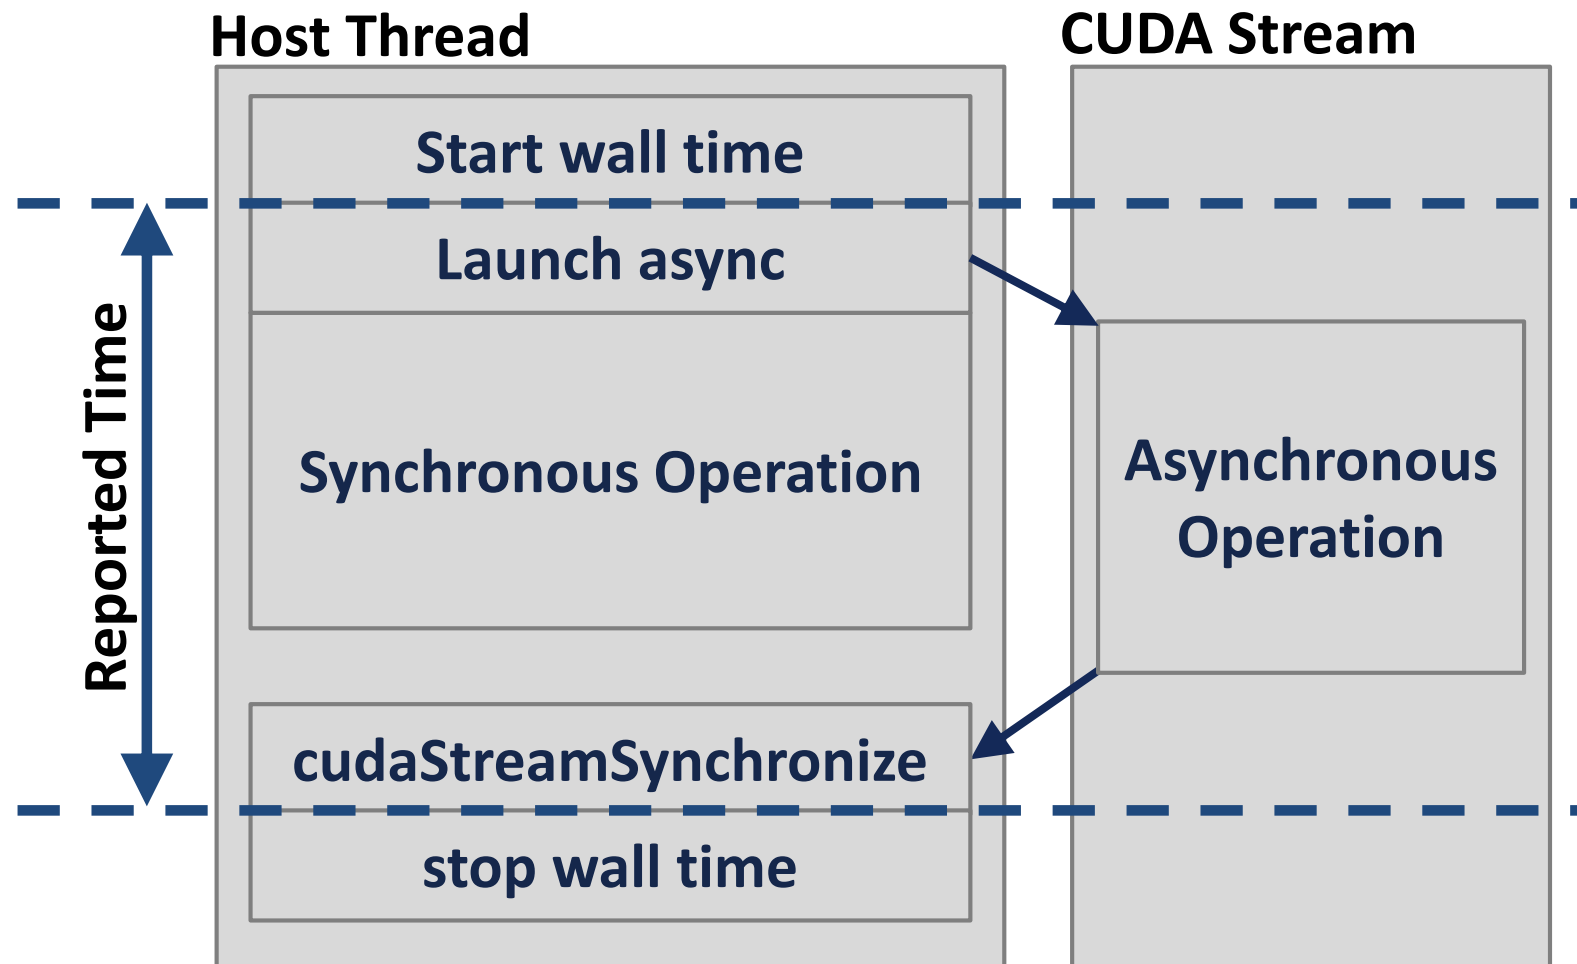 Host Thread
CUDA Stream
Start wall time
Launch async
Reported Time
Synchronous Operation
Asynchronous
Operation
cudaStreamSynchronize
stop wall time